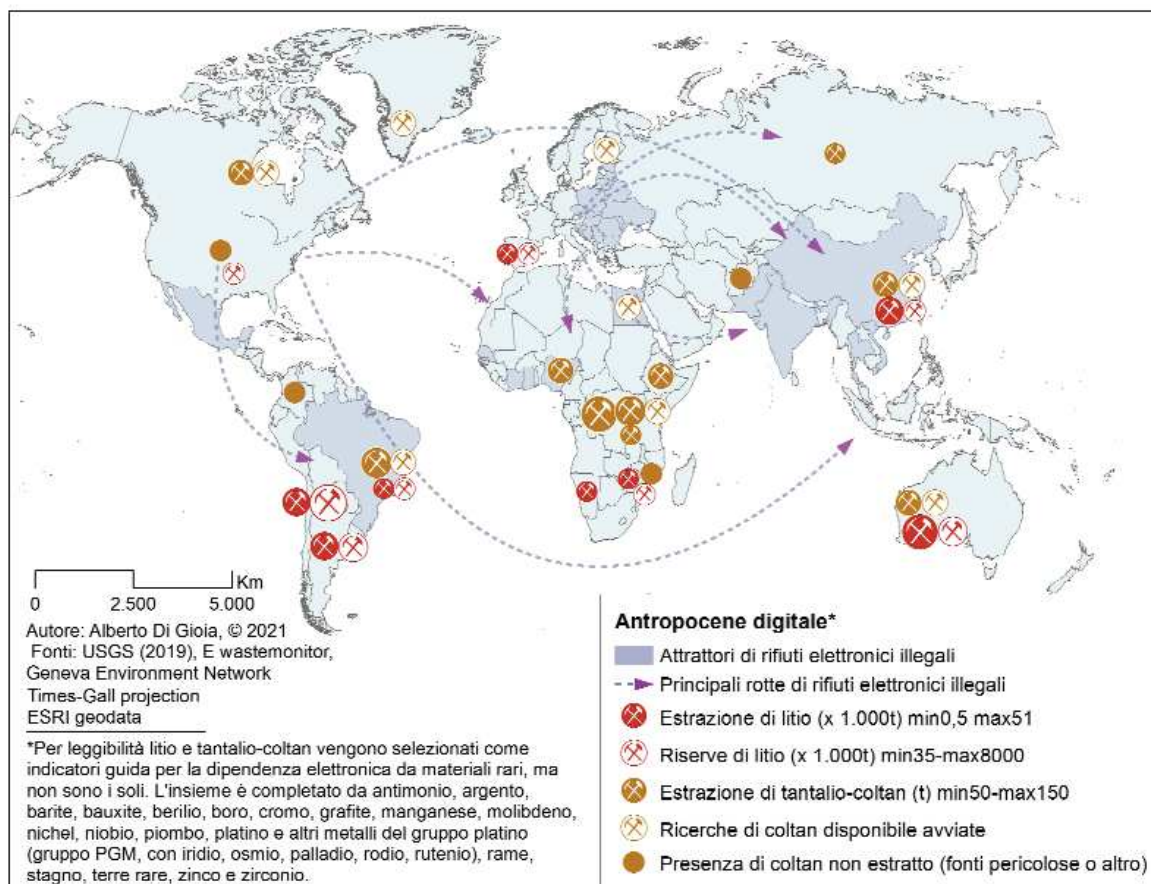 Km
0 2.500 5.000
Autore: Alberto Di Gioia, © 2021
Fonti: USGS (2019), E wastemonitor,
Geneva Environment Network
Times-Gall projection
ESRI geodata
*Per leggibilità litio e tantalio-coltan vengono selezionati come
indicatori guida per la dipendenza elettronica da materiali rari, ma
non sono i soli. L'insieme è completato da antimonio, argento,
barite, bauxite, berilio, boro, cromo, grafite, manganese, molibdeno,
nichel, niobio, piombo, platino e altri metalli del gruppo platino
(gruppo PGM, con iridio, osmio, palladio, rodio, rutenio), rame,
stagno, terre rare, zinco e zirconio.
Antropocene digitale*
Attrattori di rifiuti elettronici illegali
Principali rotte di rifiuti elettronici illegali
Estrazione di litio (x 1.000t) min0,5 max51
Riserve di litio (x 1.000t) min35-max8000
Estrazione di tantalio-coltan (t) min50-max150
Ricerche di coltan disponibile avviate
Presenza di coltan non estratto (fonti pericolose o altro)